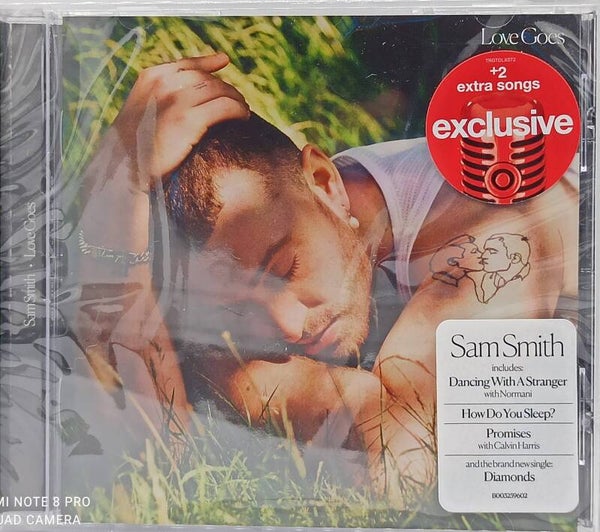 Love Goes
TRGTDLX072
+2
extra songs
exclusive
Sam Smith Love Goes
Sam Smith
includes:
Dancing With A Stranger
with Normani
How Do You Sleep?
Promises
with Calvin Harris
and the brand new single:
Diamonds
B003239602
MI NOTE 8 PRO
QUAD CAMERA